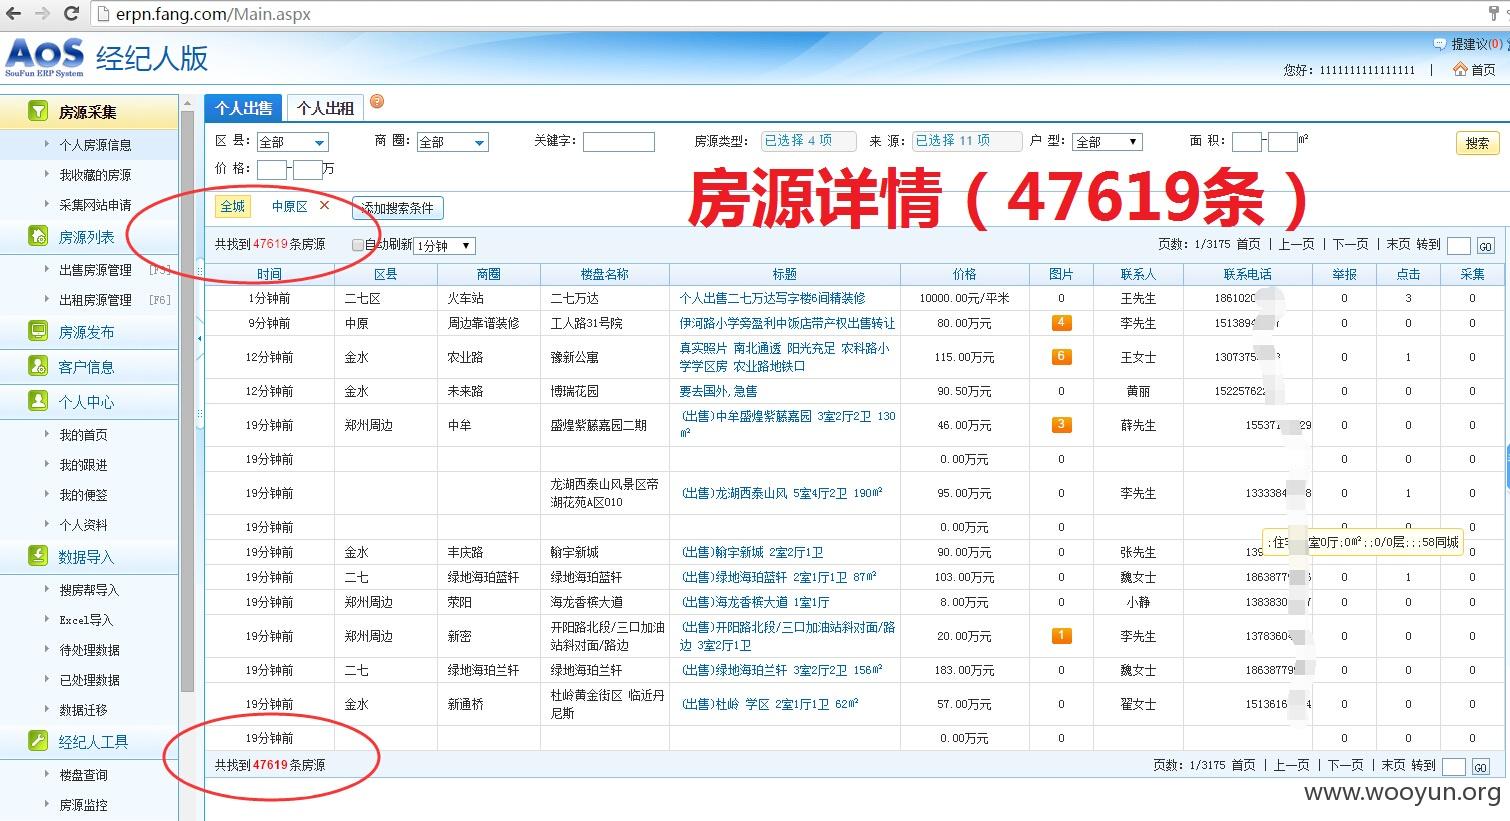 erpn.fang.com/Main.aspx
AOS 经纪人版
SouFun ERP System
提建议(0)
您好: 1111111111111111 | 首页
房源采集
个人房源信息
我收藏的房源
采集网站申请
房源列表
出售房源管理 [F5]
出租房源管理 [F6]
房源发布
客户信息
个人中心
我的首页
我的跟进
我的便签
个人资料
数据导入
搜房帮导入
Excel导入
待处理数据
已处理数据
数据迁移
经纪人工具
楼盘查询
房源监控
个人出售 个人出租
区 县: 全部 商 圈: 全部 关键字: 房源类型: 已选择 4 项 来 源: 已选择 11 项 户 型: 全部 面 积: - m² 搜索
价 格: - 万
房源详情（47619条）
全城 中原区 × 添加搜索条件
共找到47619条房源 自动刷新 1分钟 页数: 1/3175 首页 | 上一页 | 下一页 | 末页 转到 GO
时间 区县 商圈 楼盘名称 标题 价格 图片 联系人 联系电话 举报 点击 采集
1分钟前 二七区 火车站 二七万达 个人出售二七万达写字楼6间精装修 10000.00元/平米 0 王先生 186102 0 3 0
9分钟前 中原 周边靠谱装修 工人路31号院 伊河路小学旁盈利中饭店带产权出售转让 80.00万元 4 李先生 151389 0 0 0
12分钟前 金水 农业路 豫新公寓 真实照片 南北通透 阳光充足 农科路小
学学区房 农业路地铁口 115.00万元 6 王女士 130737 0 1 0
12分钟前 金水 未来路 博瑞花园 要去国外,急售 90.50万元 0 黄丽 1522576 0 0 0
19分钟前 郑州周边 中牟 盛煌紫藤嘉园二期 (出售)中牟盛煌紫藤嘉园 3室2厅2卫 130
m² 46.00万元 3 薛先生 15537 29 0 0 0
19分钟前 0.00万元 0 0 0 0
19分钟前 龙湖西泰山风景区帝
湖花苑A区010 (出售)龙湖西泰山风 5室4厅2卫 190m² 95.00万元 0 李先生 133338 8 0 1 0
19分钟前 0.00万元 0 0 0 0
19分钟前 金水 丰庆路 翰宇新城 (出售)翰宇新城 2室2厅1卫 90.00万元 0 张先生 0 0 0
;住 室0厅;0m²;;0/0层;;;58同城
19分钟前 二七 绿地海珀蓝轩 绿地海珀蓝轩 (出售)绿地海珀蓝轩 2室1厅1卫 87m² 103.00万元 0 魏女士 186387 0 1 0
19分钟前 郑州周边 荥阳 海龙香槟大道 (出售)海龙香槟大道 1室1厅 8.00万元 0 小静 138383 0 0 0
19分钟前 郑州周边 新密 开阳路北段/三口加油
站斜对面/路边 (出售)开阳路北段/三口加油站斜对面/路
边 3室2厅1卫 20.00万元 1 李先生 137836 0 0 0
19分钟前 二七 绿地海珀兰轩 绿地海珀兰轩 (出售)绿地海珀兰轩 3室2厅2卫 156m² 183.00万元 0 魏女士 186387 0 0 0
19分钟前 金水 新通桥 杜岭黄金街区 临近丹
尼斯 (出售)杜岭 学区 2室1厅1卫 62m² 57.00万元 0 翟女士 151361 4 0 0 0
19分钟前 0.00万元 0 0 0 0
共找到47619条房源 页数: 1/3175 首页 | 上一页 | 下一页 | 末页 转到 GO
www.wooyun.org